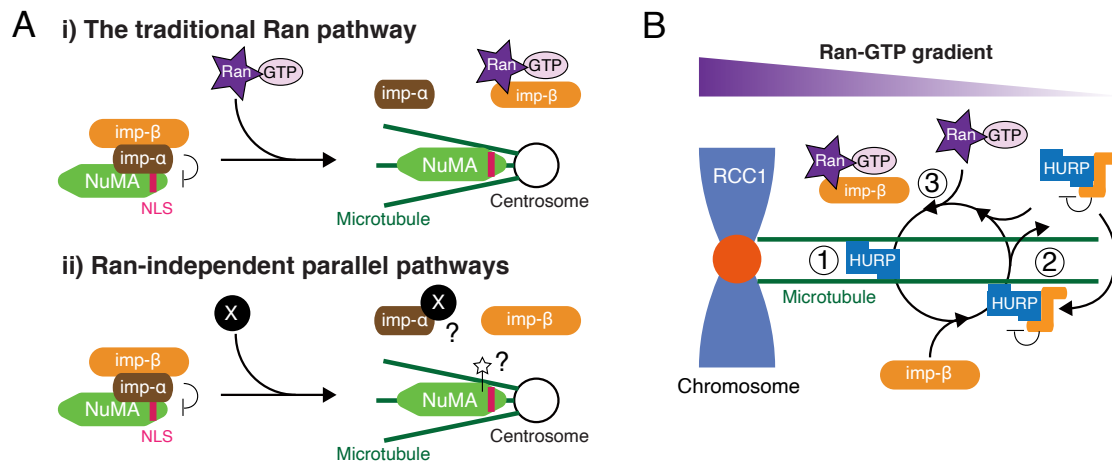 A
i) The traditional Ran pathway
Ran
GTP
imp-β
imp-α
NuMA
NLS
imp-α
Ran
GTP
imp-β
NuMA
Microtubule
Centrosome
ii) Ran-independent parallel pathways
X
imp-β
imp-α
NuMA
NLS
X
imp-α
?
imp-β
?
NuMA
Microtubule
Centrosome
B
Ran-GTP gradient
RCC1
Ran
GTP
imp-β
Ran
GTP
3
HURP
1
HURP
2
Microtubule
HURP
imp-β
Chromosome